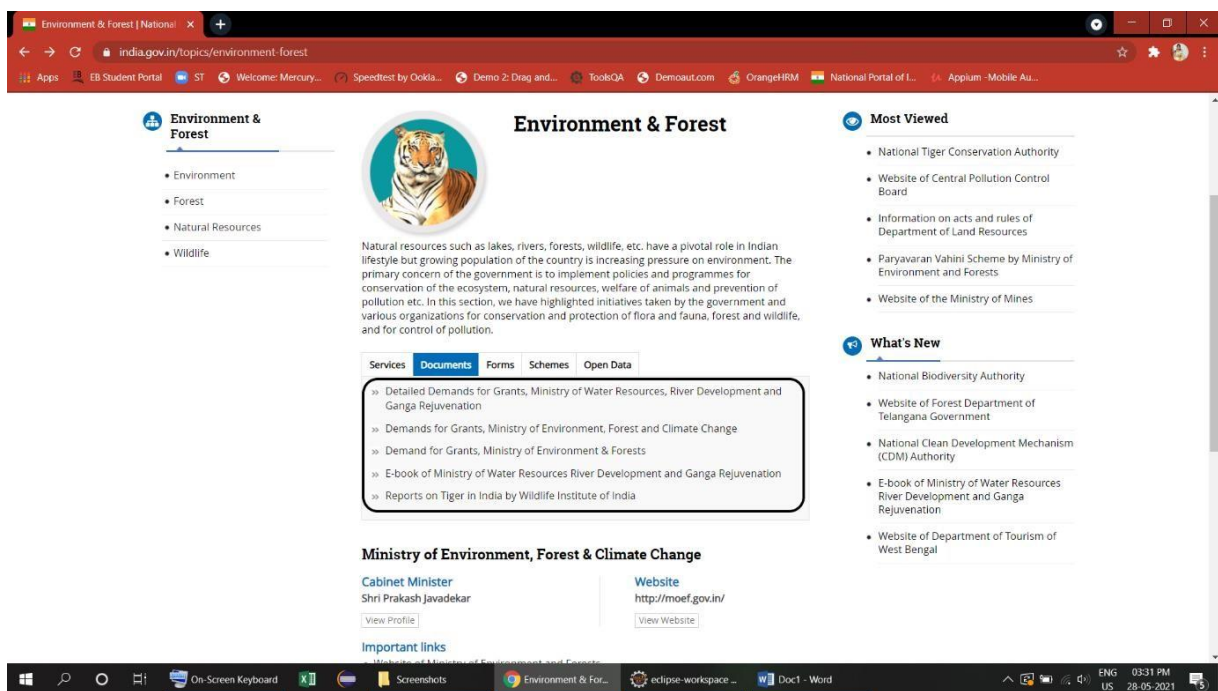 Environment & Forest | National
india.gov.in/topics/environment-forest
Apps EB Student Portal ST Welcome: Mercury... Speedtest by Ookla... Demo 2: Drag and... ToolsQA Demoaut.com OrangeHRM National Portal of I... Appium -Mobile Au...
Environment &
Forest
• Environment
• Forest
• Natural Resources
• Wildlife
Environment & Forest
Natural resources such as lakes, rivers, forests, wildlife, etc. have a pivotal role in Indian
lifestyle but growing population of the country is increasing pressure on environment. The
primary concern of the government is to implement policies and programmes for
conservation of the ecosystem, natural resources, welfare of animals and prevention of
pollution etc. In this section, we have highlighted initiatives taken by the government and
various organizations for conservation and protection of flora and fauna, forest and wildlife,
and for control of pollution.
Services Documents Forms Schemes Open Data
» Detailed Demands for Grants, Ministry of Water Resources, River Development and
Ganga Rejuvenation
» Demands for Grants, Ministry of Environment, Forest and Climate Change
» Demand for Grants, Ministry of Environment & Forests
» E-book of Ministry of Water Resources River Development and Ganga Rejuvenation
» Reports on Tiger in India by Wildlife Institute of India
Ministry of Environment, Forest & Climate Change
Cabinet Minister
Shri Prakash Javadekar
View Profile
Website
http://moef.gov.in/
View Website
Important links
• Website of Ministry of Environment and Forests
Most Viewed
• National Tiger Conservation Authority
• Website of Central Pollution Control
Board
• Information on acts and rules of
Department of Land Resources
• Paryavaran Vahini Scheme by Ministry of
Environment and Forests
• Website of the Ministry of Mines
What's New
• National Biodiversity Authority
• Website of Forest Department of
Telangana Government
• National Clean Development Mechanism
(CDM) Authority
• E-book of Ministry of Water Resources
River Development and Ganga
Rejuvenation
• Website of Department of Tourism of
West Bengal
On-Screen Keyboard Screenshots Environment & For... eclipse-workspace ... Doc1 - Word
ENG 03:31 PM
US 28-05-2021 5